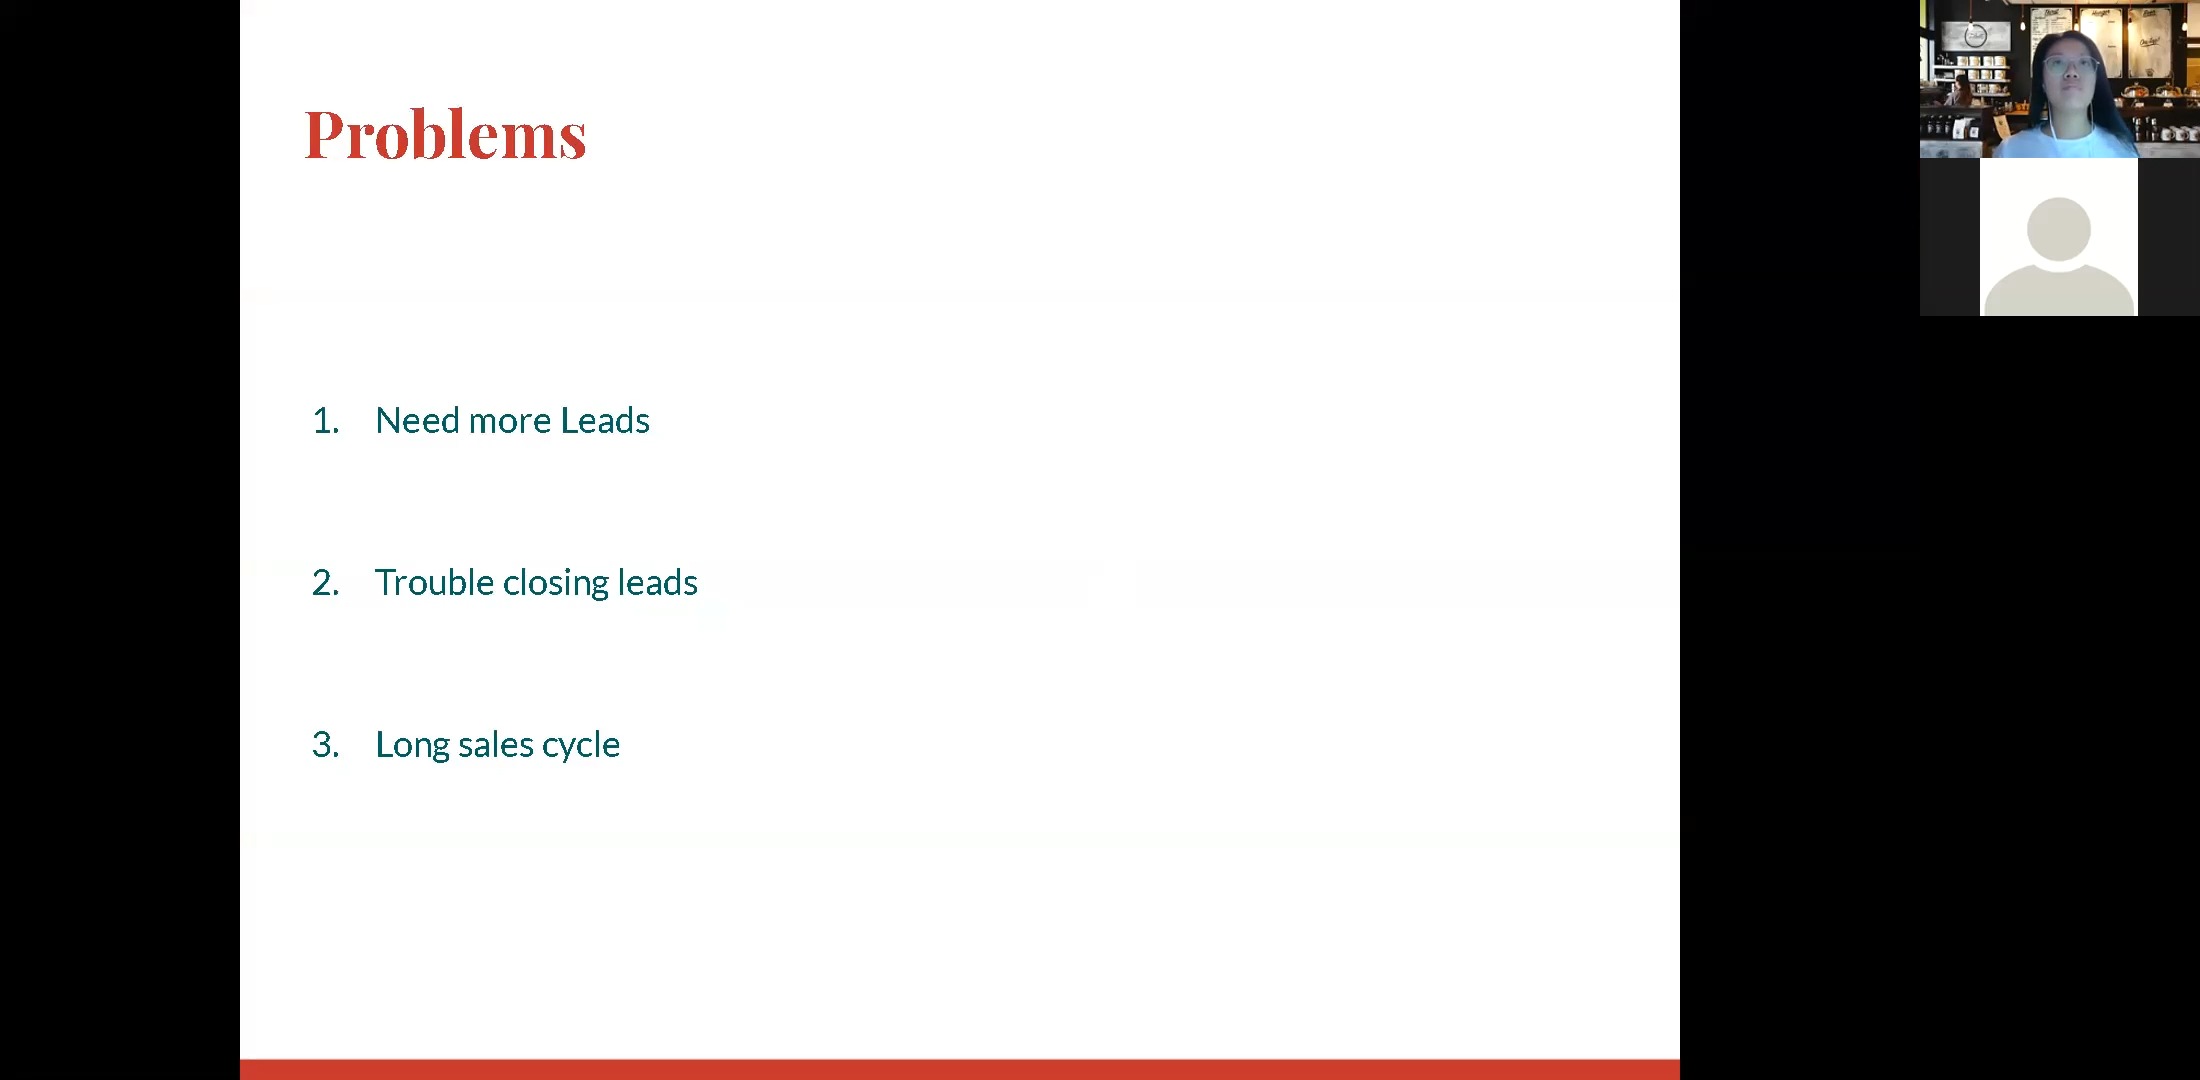 Problems
1. Need more Leads
2. Trouble closing leads
3. Long sales cycle